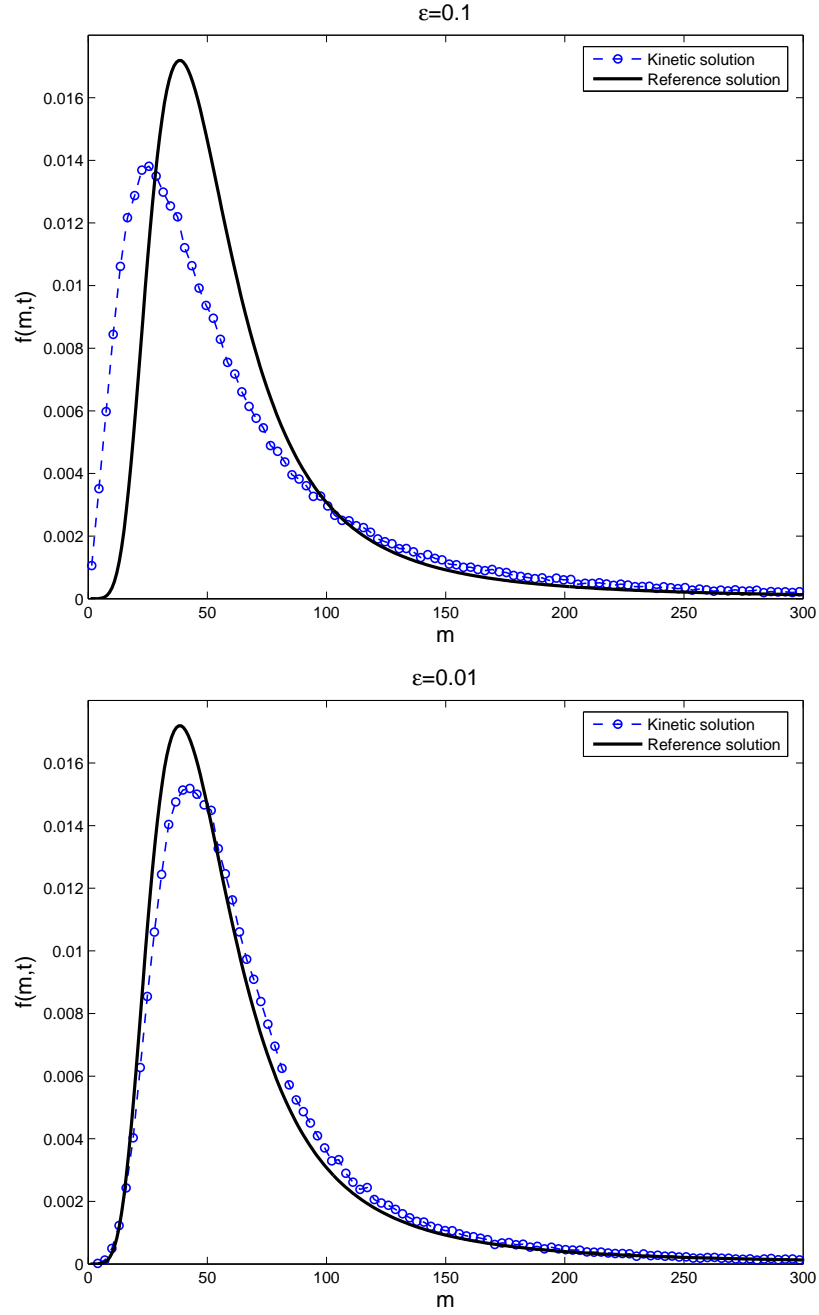 ε=0.1
Kinetic solution
Reference solution
0.016
0.014
0.012
0.01
0.008
0.006
0.004
0.002
0
f(m,t)
0 50 100 150 200 250 300
m
ε=0.01
Kinetic solution
Reference solution
0.016
0.014
0.012
0.01
0.008
0.006
0.004
0.002
0
f(m,t)
0 50 100 150 200 250 300
m